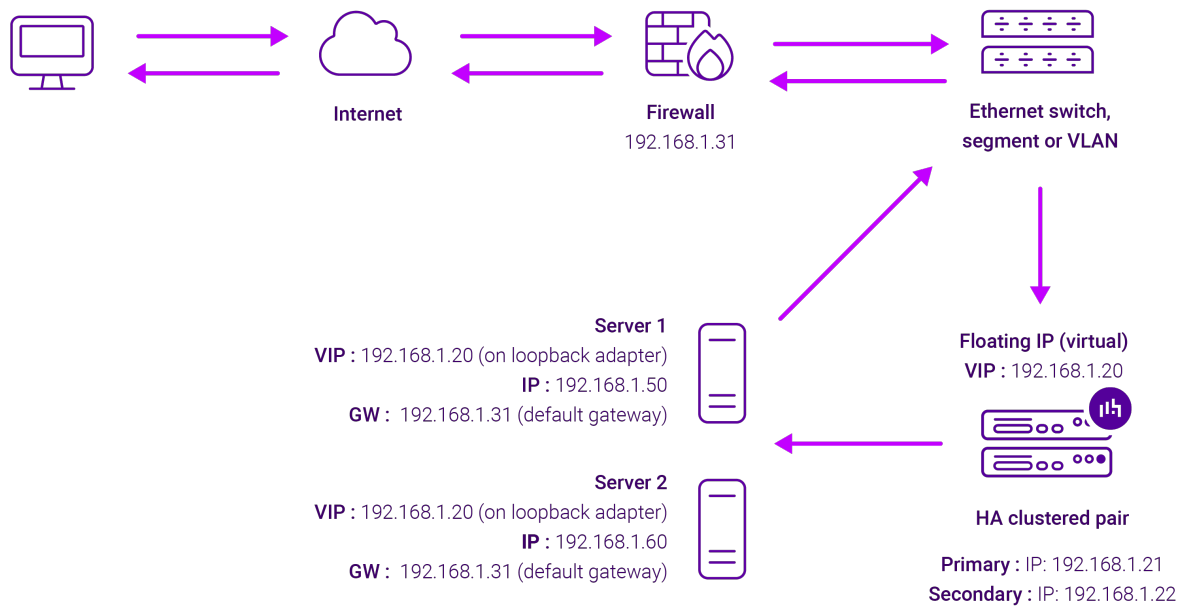 Internet
Firewall
192.168.1.31
Ethernet switch,
segment or VLAN
Server 1
VIP : 192.168.1.20 (on loopback adapter)
IP : 192.168.1.50
GW : 192.168.1.31 (default gateway)
Floating IP (virtual)
VIP : 192.168.1.20
Server 2
VIP : 192.168.1.20 (on loopback adapter)
IP : 192.168.1.60
GW : 192.168.1.31 (default gateway)
HA clustered pair
Primary : IP: 192.168.1.21
Secondary : IP: 192.168.1.22